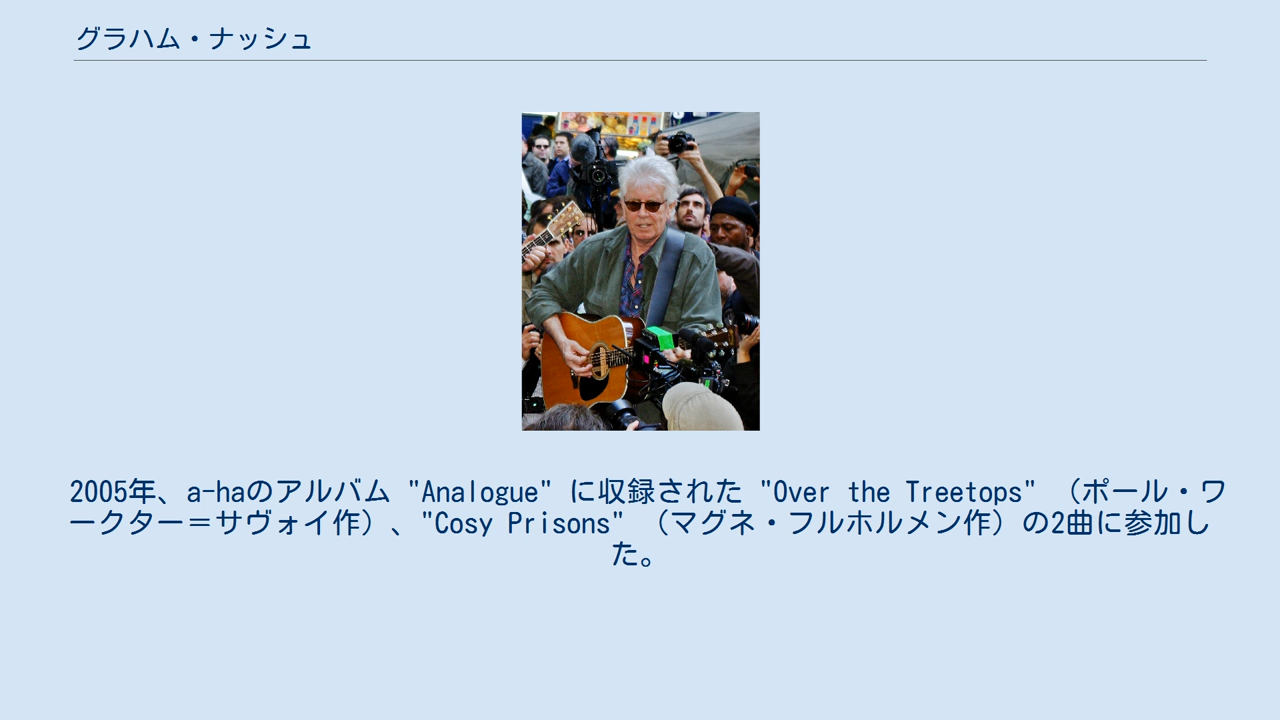 グラハム・ナッシュ
2005年、a-haのアルバム "Analogue" に収録された "Over the Treetops" （ポール・ワ
ークター＝サヴォイ作）、"Cosy Prisons" （マグネ・フルホルメン作）の2曲に参加し
た。